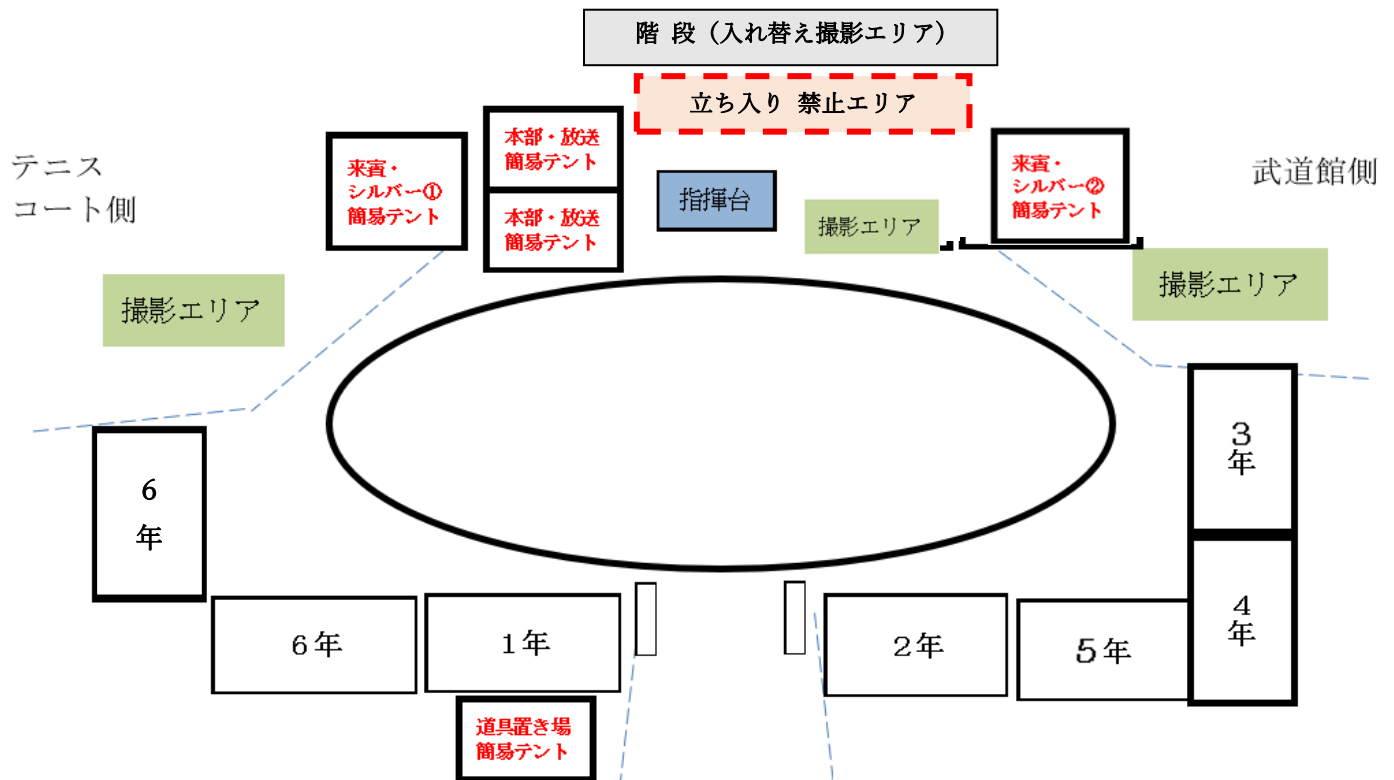 階 段（入れ替え撮影エリア）
立ち入り 禁止エリア
本部・放送
簡易テント
来賓・
シルバー①
簡易テント
来賓・
シルバー②
簡易テント
テニス
コート側
武道館側
指揮台
本部・放送
簡易テント
撮影エリア
撮影エリア
撮影エリア
3
年
6
年
4
年
6年
1年
2年
5年
道具置き場
簡易テント